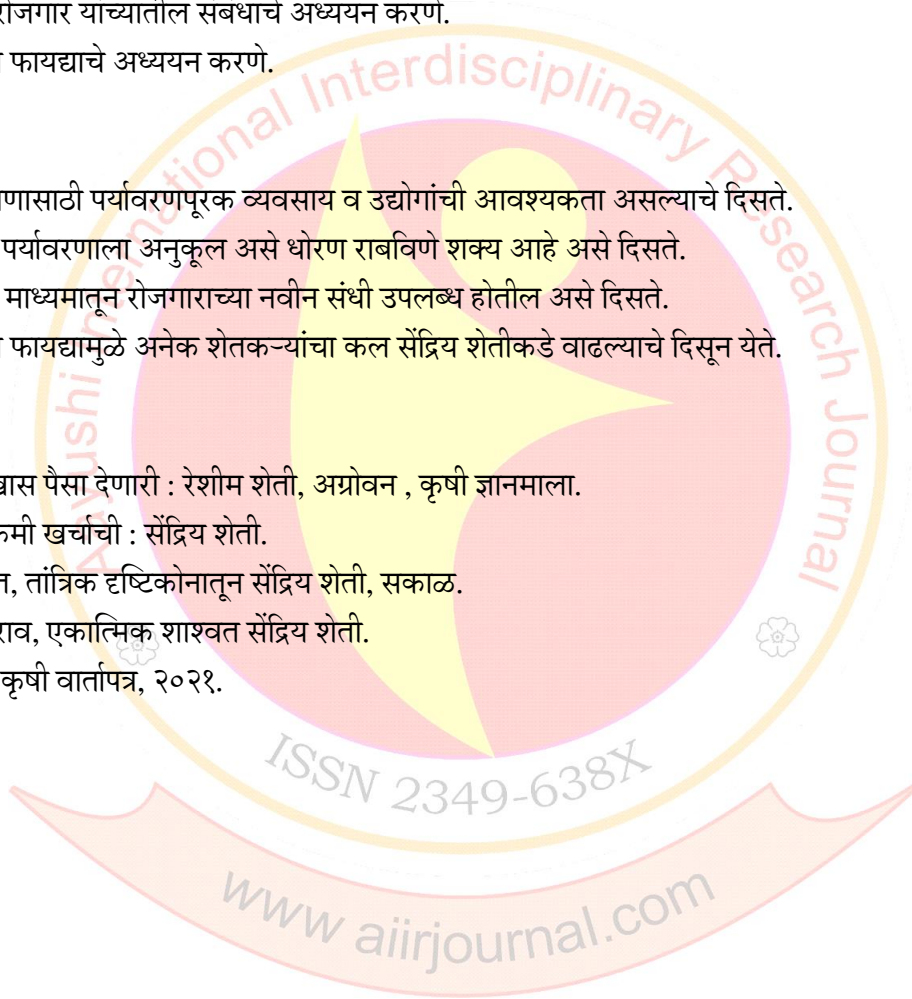 रोजगार यांच्यातील संबंधाचे अध्ययन करणे.
फायद्याचे अध्ययन करणे.
णासाठी पर्यावरणपूरक व्यवसाय व उद्योगांची आवश्यकता असल्याचे दिसते.
पर्यावरणाला अनुकूल असे धोरण राबविणे शक्य आहे असे दिसते.
माध्यमातून रोजगाराच्या नवीन संधी उपलब्ध होतील असे दिसते.
फायद्यामुळे अनेक शेतकऱ्यांचा कल सेंद्रिय शेतीकडे वाढल्याचे दिसून येते.
पैसा देणारी : रेशीम शेती, अग्रोवन , कृषी ज्ञानमाला.
कमी खर्चाची : सेंद्रिय शेती.
त, तांत्रिक दृष्टिकोनातून सेंद्रिय शेती, सकाळ.
राव, एकात्मिक शाश्वत सेंद्रिय शेती.
कृषी वार्तापत्र, २०२१.
Aayushi International Interdisciplinary Research Journal
ISSN 2349-638X
www aiirjournal.com